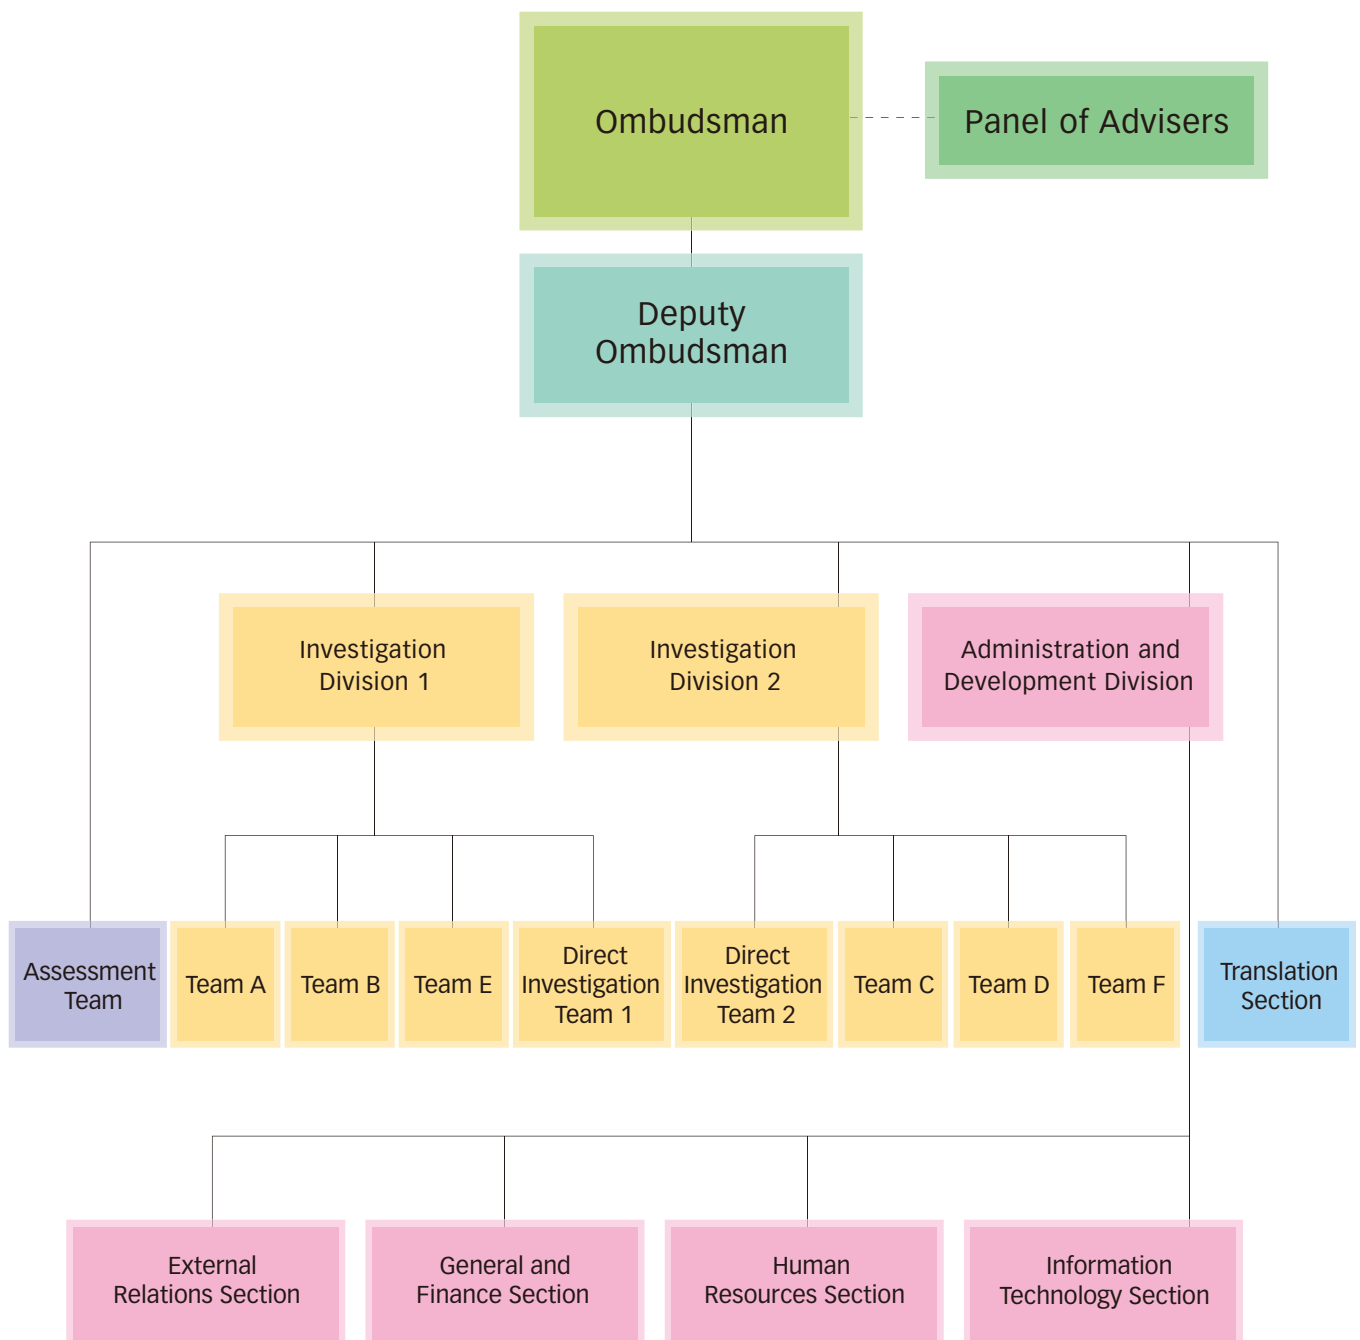 Ombudsman
Panel of Advisers
Deputy
Ombudsman
Investigation
Division 1
Investigation
Division 2
Administration and
Development Division
Assessment
Team
Team A
Team B
Team E
Direct
Investigation
Team 1
Direct
Investigation
Team 2
Team C
Team D
Team F
Translation
Section
External
Relations Section
General and
Finance Section
Human
Resources Section
Information
Technology Section